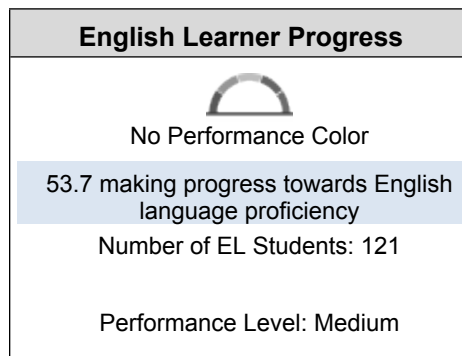 English Learner Progress
No Performance Color
53.7 making progress towards English
language proficiency
Number of EL Students: 121
Performance Level: Medium